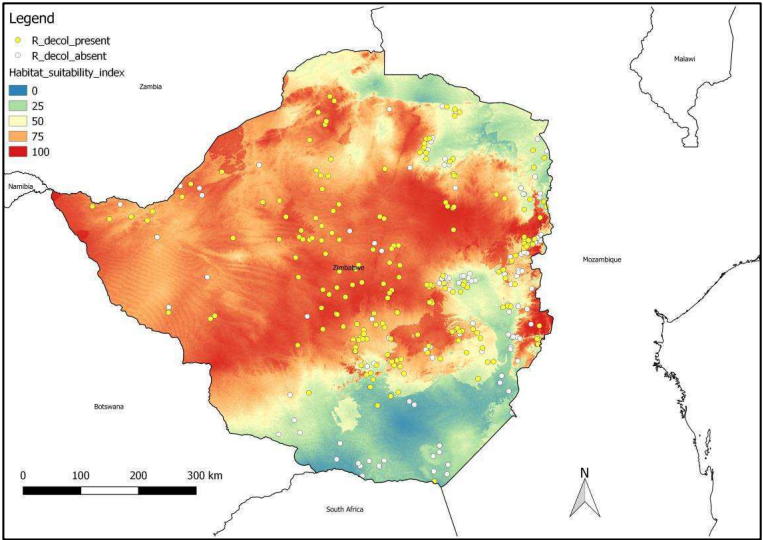 Legend
R_decol_present
R_decol_absent
Habitat_suitability_index
0
25
50
75
100
Zambia
Malawi
Namibia
Zimbabwe
Mozambique
Botswana
South Africa
0 100 200 300 km
N